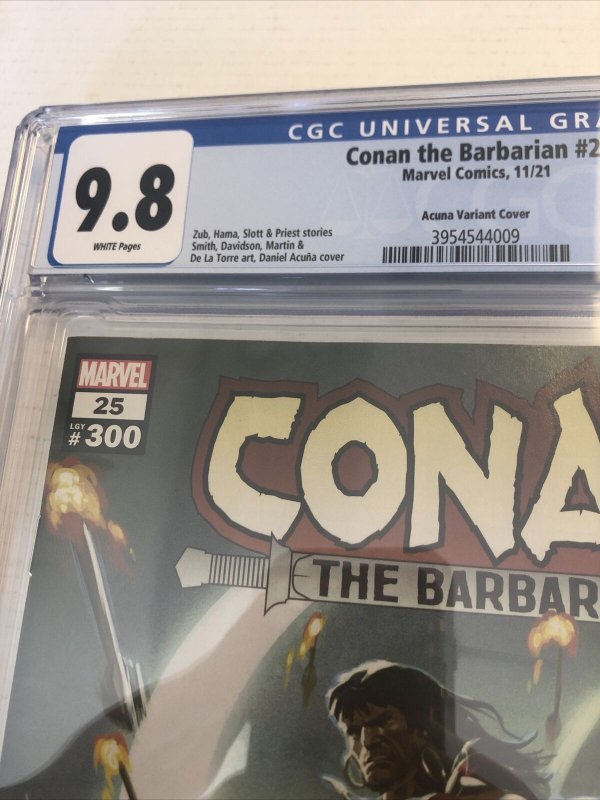 CGC UNIVERSAL GRA
9.8
WHITE Pages
Conan the Barbarian #2
Marvel Comics, 11/21
Acuna Variant Cover
Zub, Hama, Slott & Priest stories
Smith, Davidson, Martin &
De La Torre art, Daniel Acuña cover
3954544009
MARVEL
25
LGY
#300
CONA
THE BARBAR